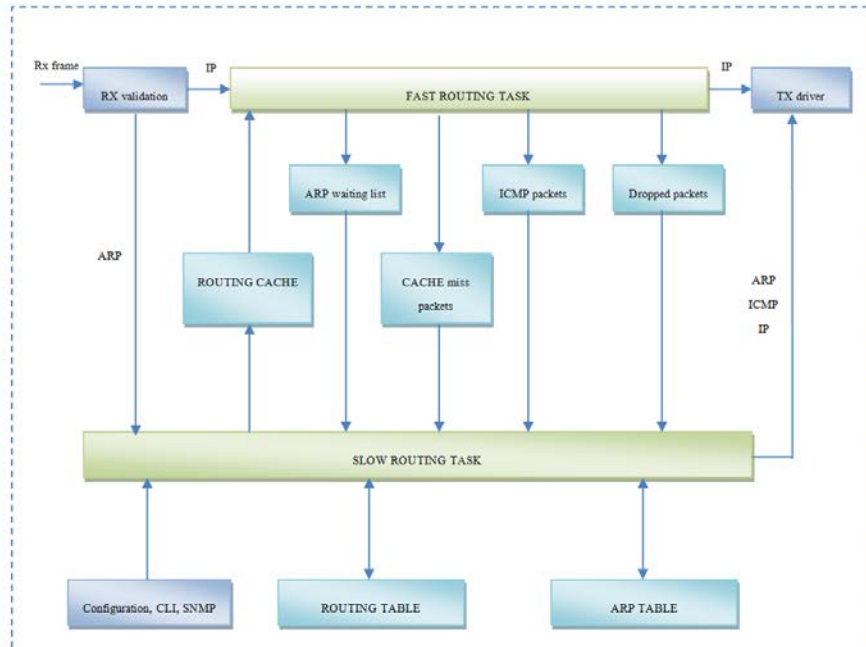 Rx frame
RX validation
IP
FAST ROUTING TASK
IP
TX driver
ARP waiting list
ICMP packets
Dropped packets
ARP
ROUTING CACHE
CACHE miss
packets
ARP
ICMP
IP
SLOW ROUTING TASK
Configuration, CLI, SNMP
ROUTING TABLE
ARP TABLE